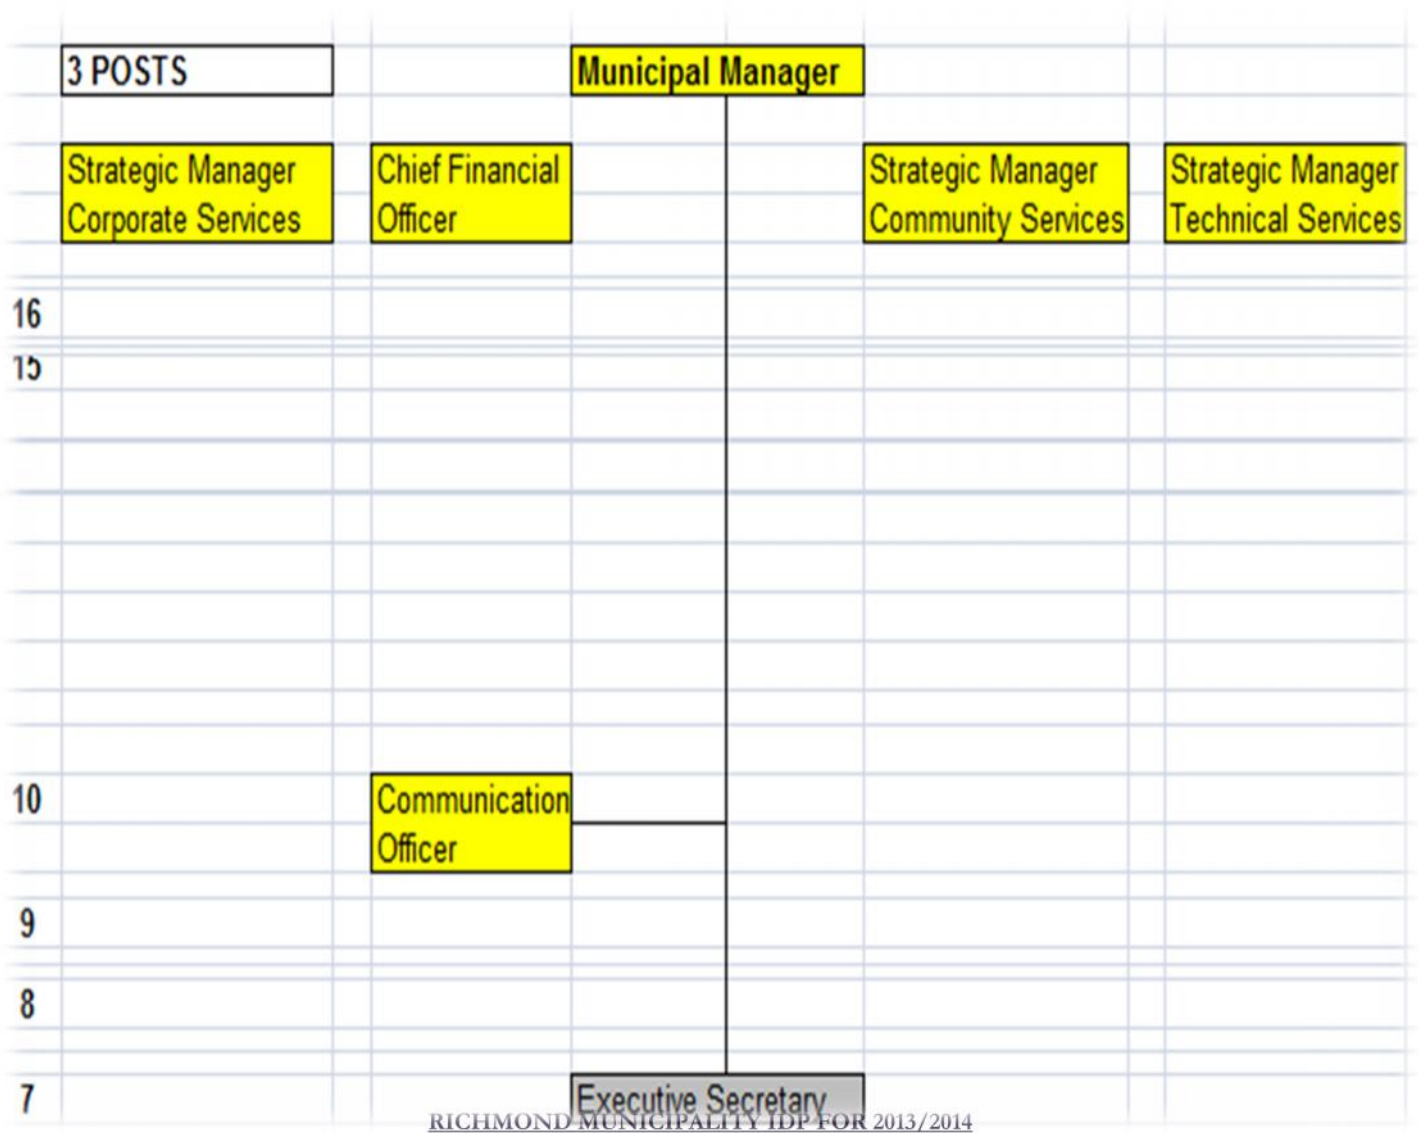 3 POSTS
Municipal Manager
Strategic Manager
Corporate Services
Chief Financial
Officer
Strategic Manager
Community Services
Strategic Manager
Technical Services
16
15
10
Communication
Officer
9
8
7
Executive Secretary
RICHMOND MUNICIPALITY IDP FOR 2013/2014